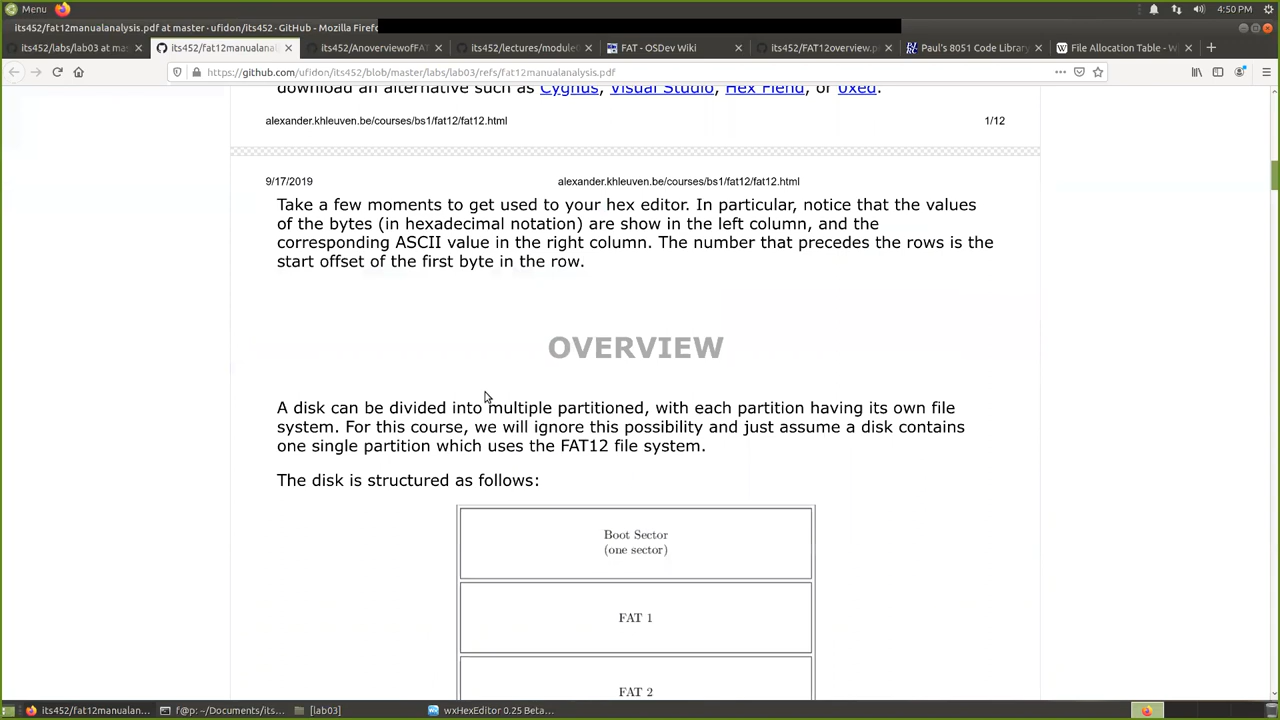 Menu
4:50 PM
its452/fat12manualanalysis.pdf at master · ufidon/its452 · GitHub - Mozilla Firefo
its452/labs/lab03 at mas
its452/fat12manualanal
its452/AnoverviewofFAT
its452/lectures/module0
FAT - OSDev Wiki
its452/FAT12overview.p
Paul's 8051 Code Library
File Allocation Table - W
https://github.com/ufidon/its452/blob/master/labs/lab03/refs/fat12manualanalysis.pdf
download an alternative such as Cygnus, Visual Studio, Hex Fiend, or 0xed.
alexander.khleuven.be/courses/bs1/fat12/fat12.html 1/12
9/17/2019 alexander.khleuven.be/courses/bs1/fat12/fat12.html
Take a few moments to get used to your hex editor. In particular, notice that the values
of the bytes (in hexadecimal notation) are show in the left column, and the
corresponding ASCII value in the right column. The number that precedes the rows is the
start offset of the first byte in the row.
OVERVIEW
A disk can be divided into multiple partitioned, with each partition having its own file
system. For this course, we will ignore this possibility and just assume a disk contains
one single partition which uses the FAT12 file system.
The disk is structured as follows:
Boot Sector
(one sector)
FAT 1
FAT 2
its452/fat12manualan...
f@p: ~/Documents/its...
[lab03]
wxHexEditor 0.25 Beta...